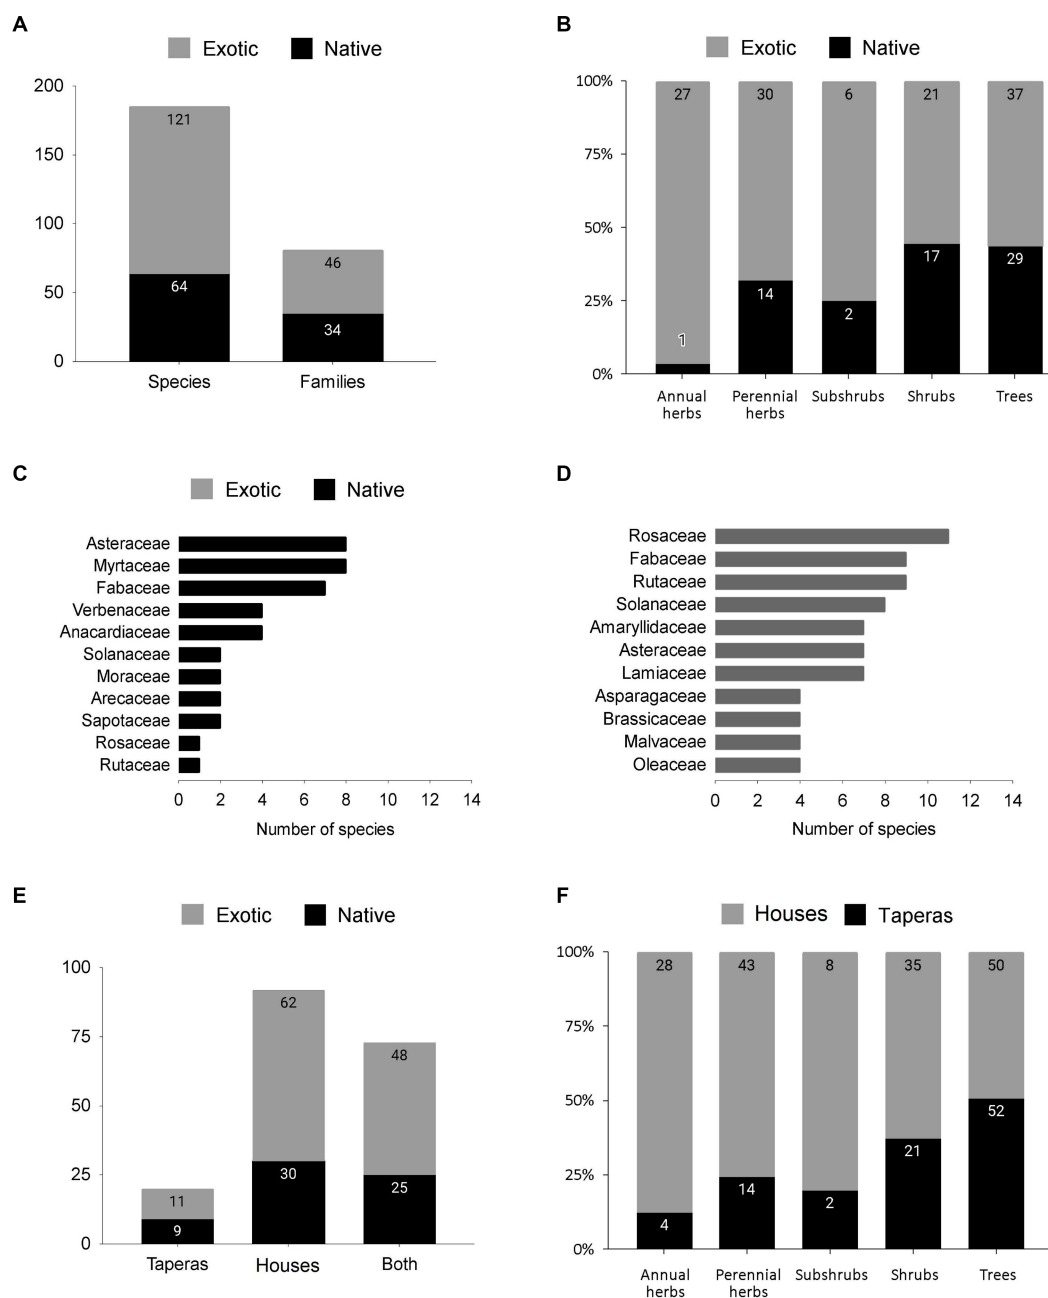 A
Exotic Native
200
150
100
50
0
121
64
46
34
Species Families
B
Exotic Native
100%
75%
50%
25%
0%
27 30 6 21 37
1 14 2 17 29
Annual herbs Perennial herbs Subshrubs Shrubs Trees
C
Exotic Native
Asteraceae
Myrtaceae
Fabaceae
Verbenaceae
Anacardiaceae
Solanaceae
Moraceae
Arecaceae
Sapotaceae
Rosaceae
Rutaceae
0 2 4 6 8 10 12 14
Number of species
D
Rosaceae
Fabaceae
Rutaceae
Solanaceae
Amaryllidaceae
Asteraceae
Lamiaceae
Asparagaceae
Brassicaceae
Malvaceae
Oleaceae
0 2 4 6 8 10 12 14
Number of species
E
Exotic Native
100
75
50
25
0
11 62 48
9 30 25
Taperas Houses Both
F
Houses Taperas
100%
75%
50%
25%
0%
28 43 8 35 50
4 14 2 21 52
Annual herbs Perennial herbs Subshrubs Shrubs Trees